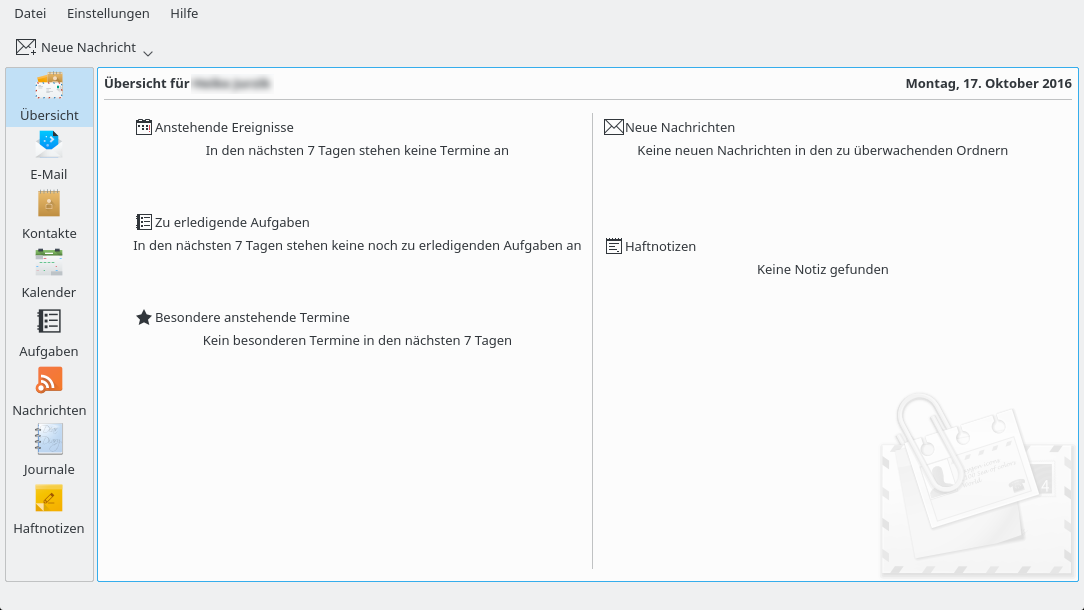 Datei Einstellungen Hilfe
Neue Nachricht
Übersicht
E-Mail
Kontakte
Kalender
Aufgaben
Nachrichten
Journale
Haftnotizen
Übersicht für
Montag, 17. Oktober 2016
Anstehende Ereignisse
In den nächsten 7 Tagen stehen keine Termine an
Zu erledigende Aufgaben
In den nächsten 7 Tagen stehen keine noch zu erledigenden Aufgaben an
Besondere anstehende Termine
Kein besonderen Termine in den nächsten 7 Tagen
Neue Nachrichten
Keine neuen Nachrichten in den zu überwachenden Ordnern
Haftnotizen
Keine Notiz gefunden